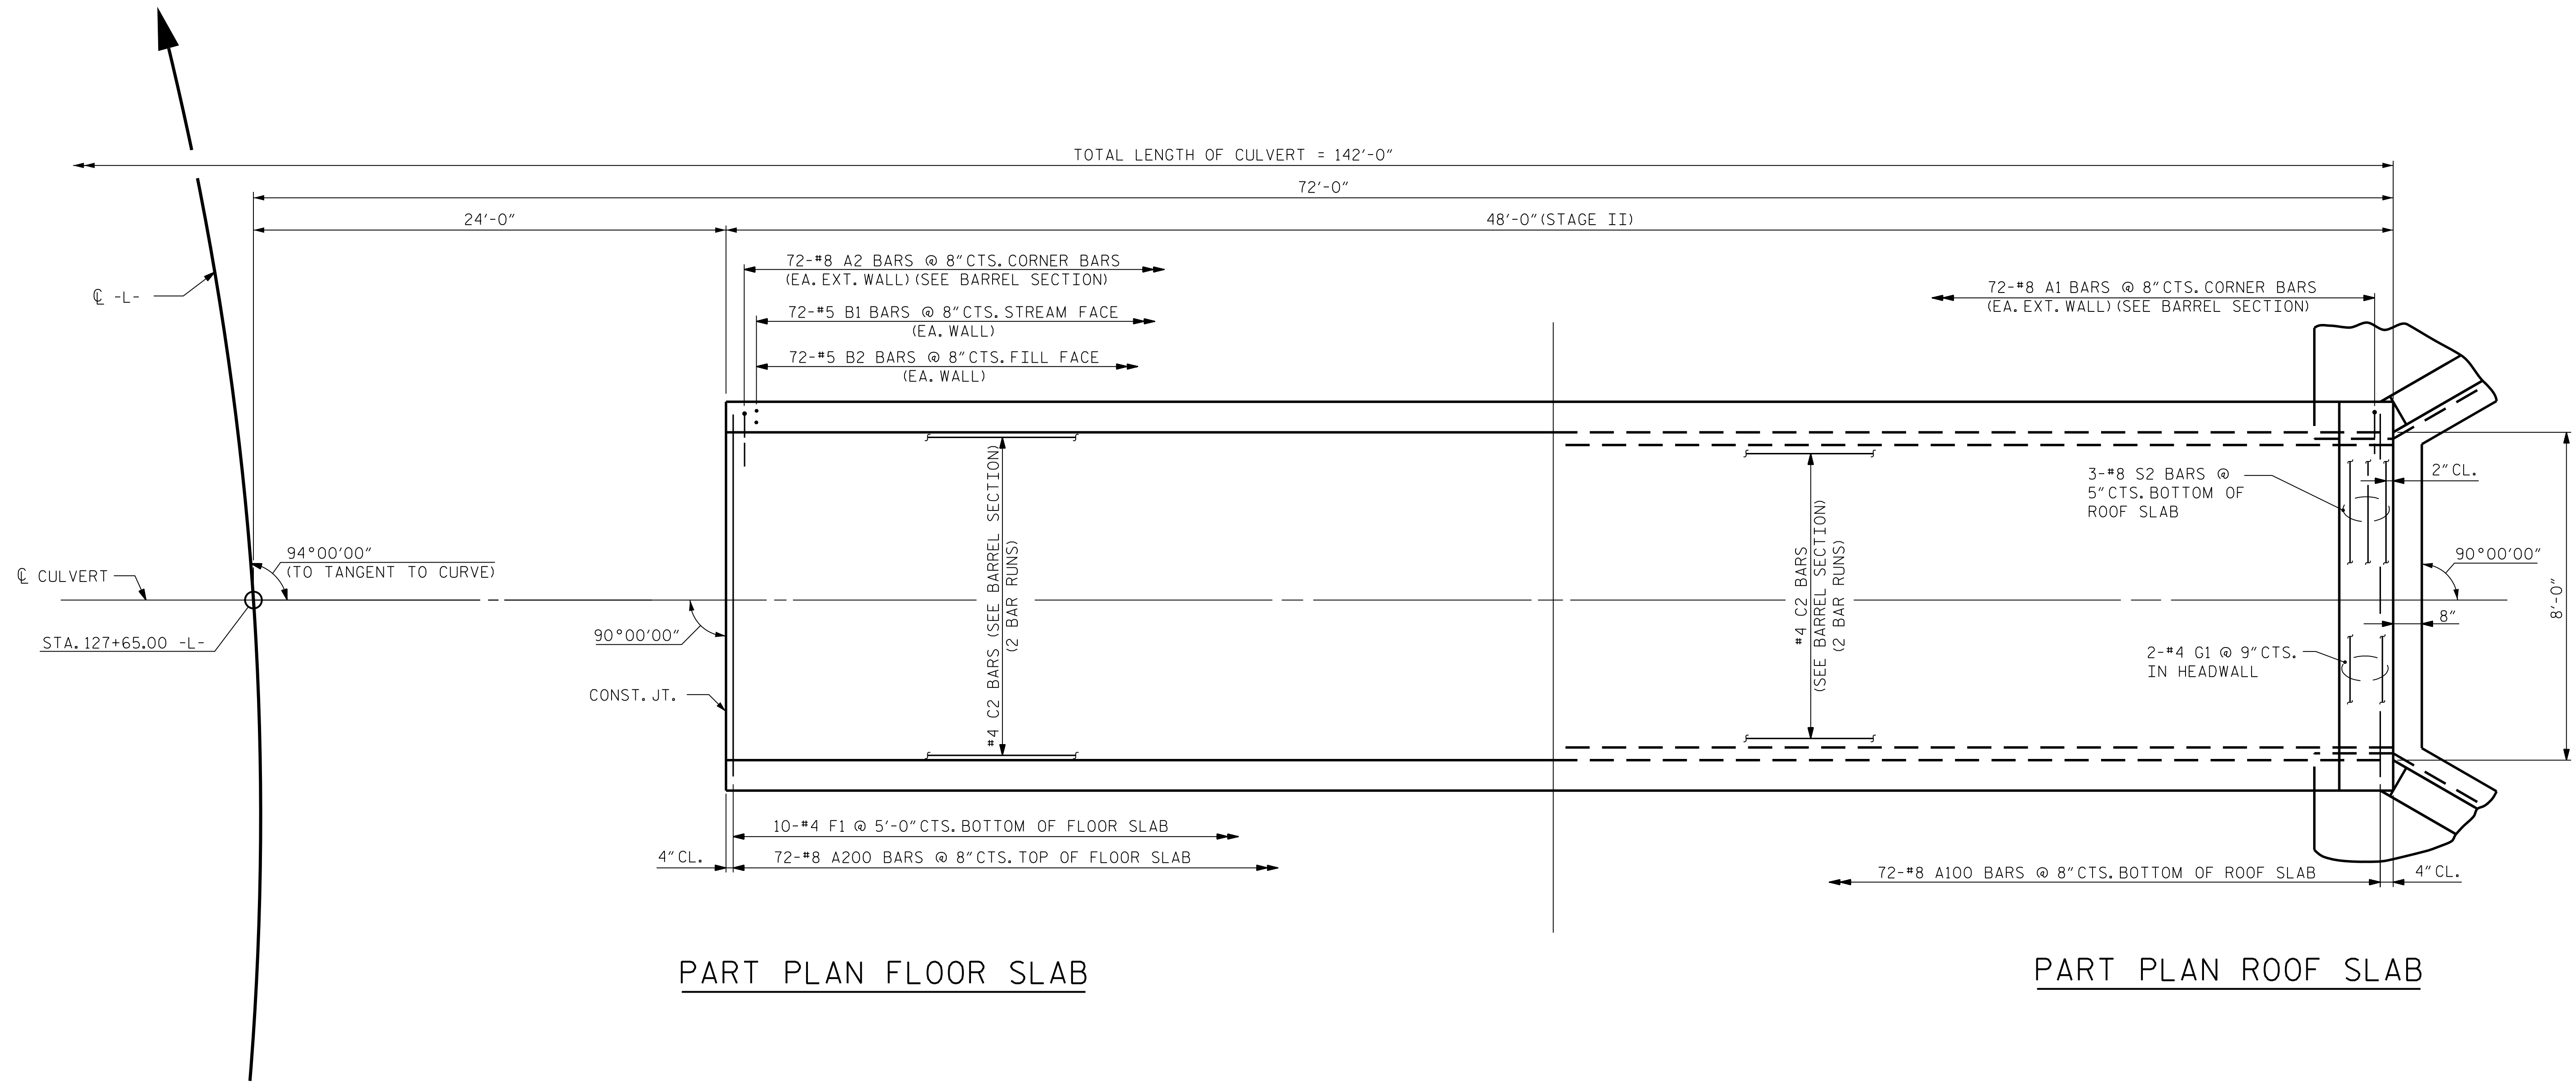 TOTAL LENGTH OF CULVERT = 142'-0"
72'-0"
24'-0"
48'-0" (STAGE II)
72-#8 A2 BARS @ 8" CTS. CORNER BARS
(EA. EXT. WALL) (SEE BARREL SECTION)
72-#5 B1 BARS @ 8" CTS. STREAM FACE
(EA. WALL)
72-#5 B2 BARS @ 8" CTS. FILL FACE
(EA. WALL)
72-#8 A1 BARS @ 8" CTS. CORNER BARS
(EA. EXT. WALL) (SEE BARREL SECTION)
℄ -L-
94°00'00"
(TO TANGENT TO CURVE)
℄ CULVERT
STA. 127+65.00 -L-
90°00'00"
CONST. JT.
#4 C2 BARS (SEE BARREL SECTION)
(2 BAR RUNS)
#4 C2 BARS
(SEE BARREL SECTION)
(2 BAR RUNS)
3-#8 S2 BARS @
5" CTS. BOTTOM OF
ROOF SLAB
2" CL.
90°00'00"
8'-0"
8"
2-#4 G1 @ 9" CTS.
IN HEADWALL
10-#4 F1 @ 5'-0" CTS. BOTTOM OF FLOOR SLAB
4" CL.
72-#8 A200 BARS @ 8" CTS. TOP OF FLOOR SLAB
72-#8 A100 BARS @ 8" CTS. BOTTOM OF ROOF SLAB
4" CL.
PART PLAN FLOOR SLAB
PART PLAN ROOF SLAB